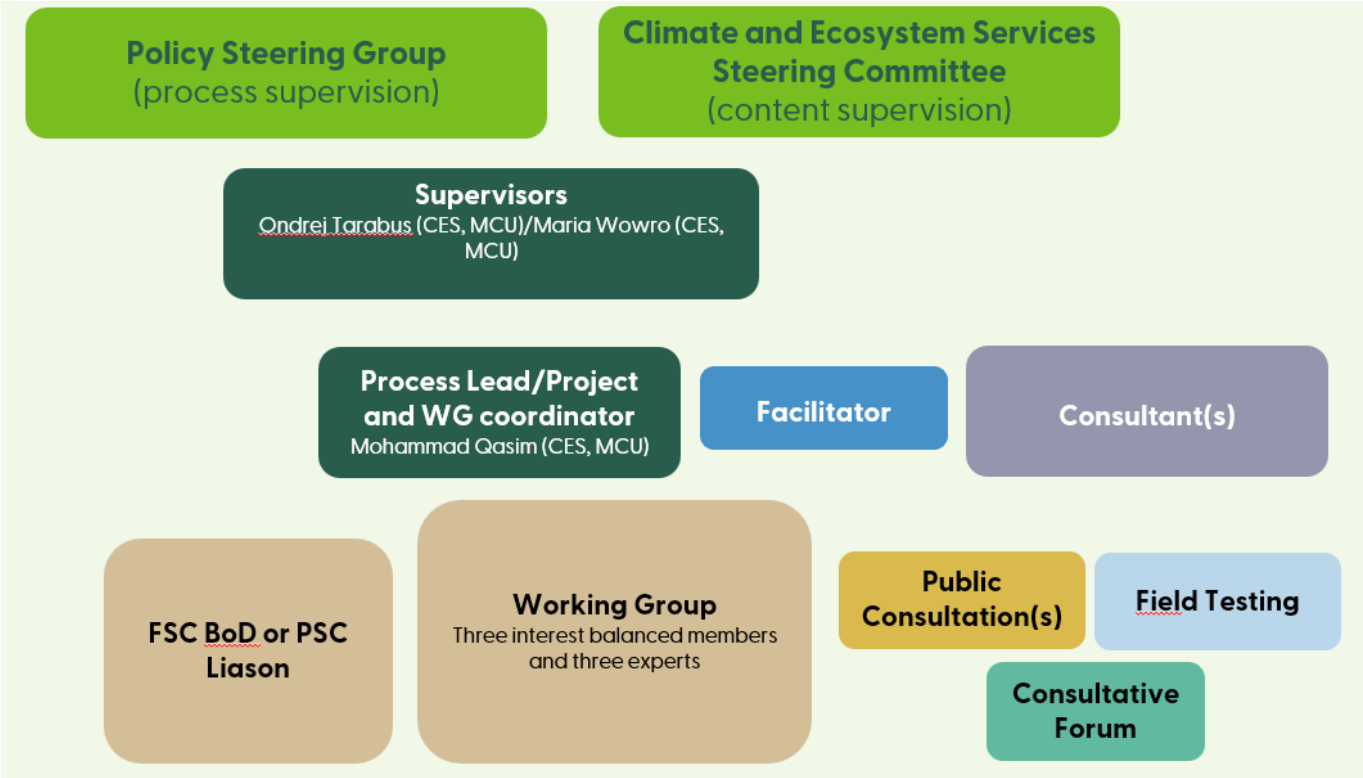 Policy Steering Group
(process supervision)
Climate and Ecosystem Services
Steering Committee
(content supervision)
Supervisors
Ondrej Tarabus (CES, MCU)/Maria Wowro (CES,
MCU)
Process Lead/Project
and WG coordinator
Mohammad Qasim (CES, MCU)
Facilitator
Consultant(s)
FSC BoD or PSC
Liason
Working Group
Three interest balanced members
and three experts
Public
Consultation(s)
Field Testing
Consultative
Forum